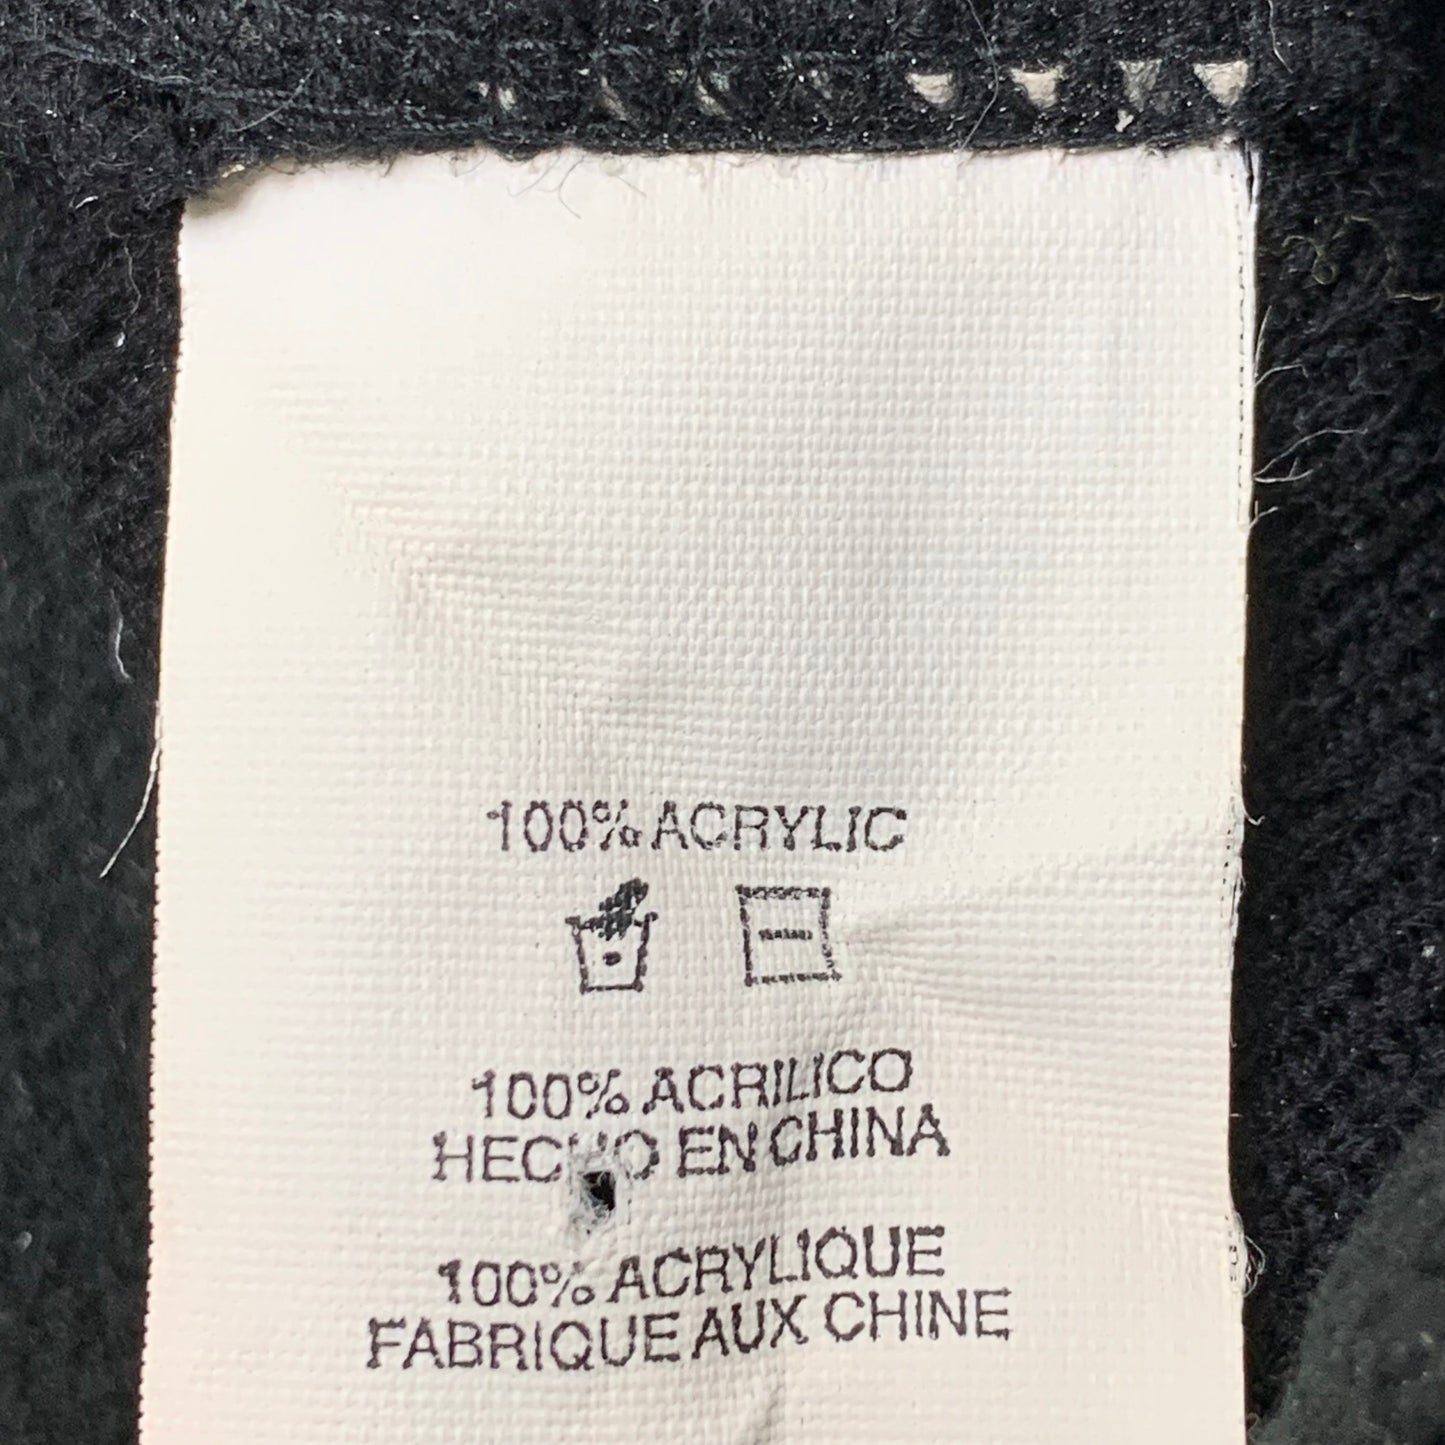 100% ACRYLIC
100% ACRILICO
HECHO EN CHINA
100% ACRYLIQUE
FABRIQUE AUX CHINE